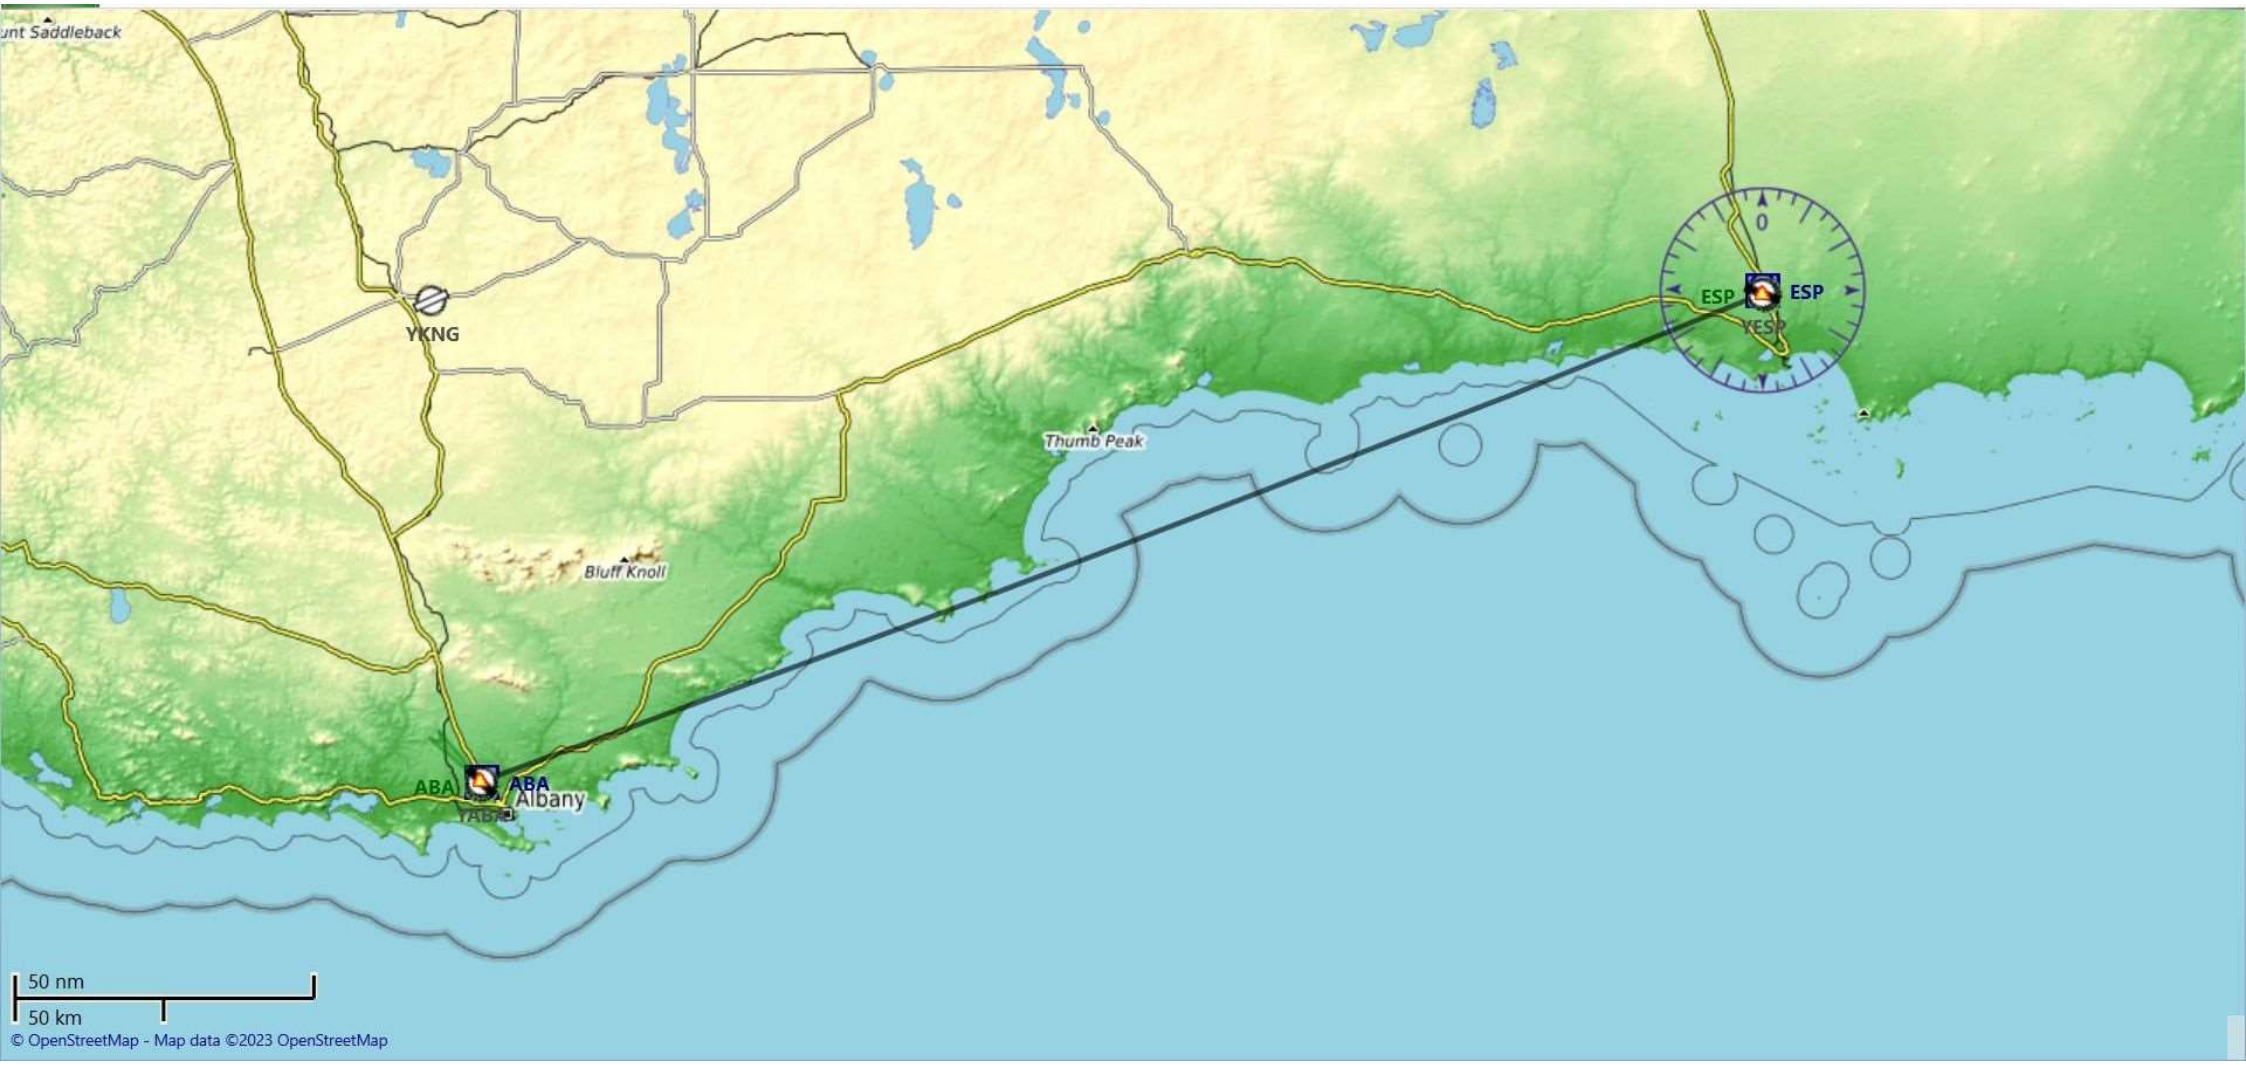 unt Saddleback
0
ESP
ESP
YESP
YKNG
Thumb Peak
Bluff Knoll
ABA
ABA
Albany
YABA
50 nm
50 km
© OpenStreetMap - Map data ©2023 OpenStreetMap